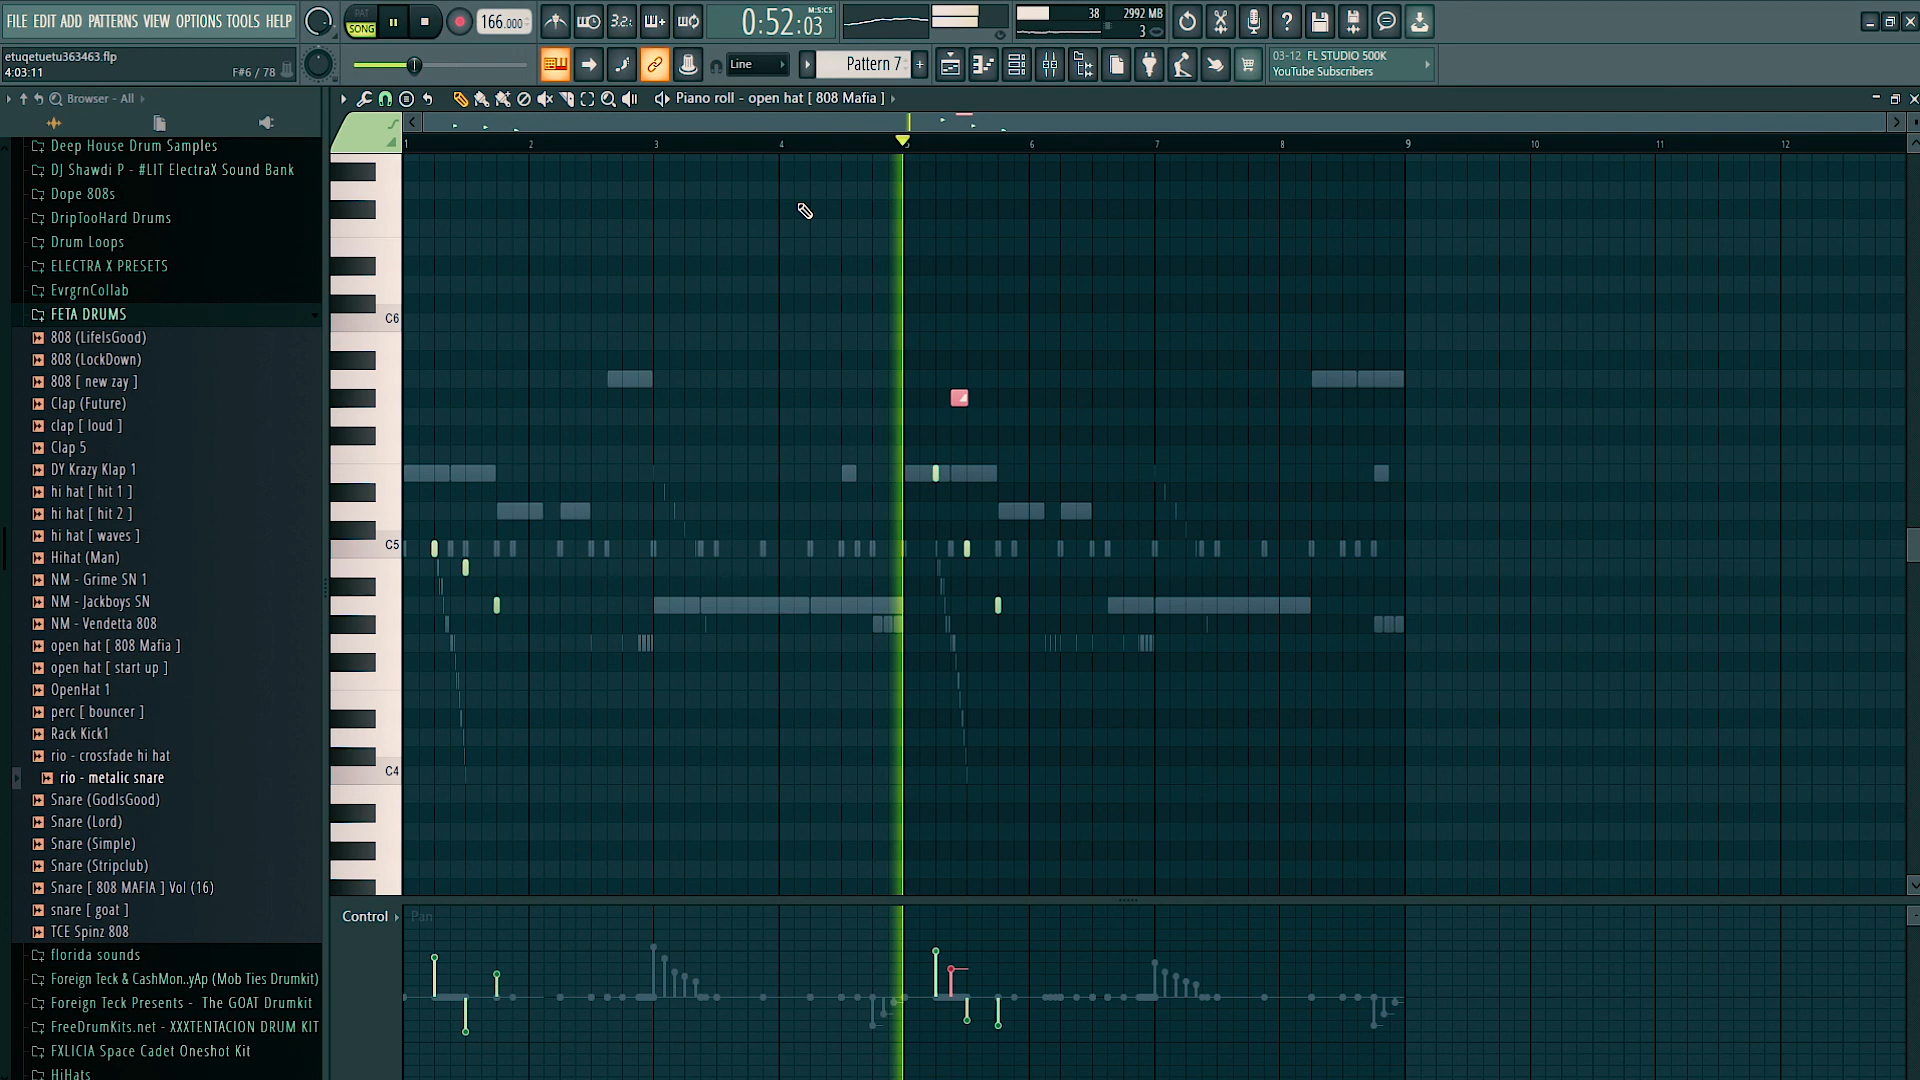 FILE EDIT ADD PATTERNS VIEW OPTIONS TOOLS HELP
PAT
SONG
166.000
3.2:
0:52:03
M:S:CS
38
2992 MB
3
etuqetuetu363463.flp
4:03:11
F#6 / 78
Line
Pattern 7
03-12 FL STUDIO 500K
YouTube Subscribers
Browser - All
Piano roll - open hat [ 808 Mafia ]
1 2 3 4 5 6 7 8 9 10 11 12
Deep House Drum Samples
DJ Shawdi P - #LIT ElectraX Sound Bank
Dope 808s
DripTooHard Drums
Drum Loops
ELECTRA X PRESETS
EvrgrnCollab
FETA DRUMS
808 (LifeIsGood)
808 (LockDown)
808 [ new zay ]
Clap (Future)
clap [ loud ]
Clap 5
DY Krazy Klap 1
hi hat [ hit 1 ]
hi hat [ hit 2 ]
hi hat [ waves ]
Hihat (Man)
NM - Grime SN 1
NM - Jackboys SN
NM - Vendetta 808
open hat [ 808 Mafia ]
open hat [ start up ]
OpenHat 1
perc [ bouncer ]
Rack Kick1
rio - crossfade hi hat
rio - metalic snare
Snare (GodIsGood)
Snare (Lord)
Snare (Simple)
Snare (Stripclub)
Snare [ 808 MAFIA ] Vol (16)
snare [ goat ]
TCE Spinz 808
florida sounds
Foreign Teck & CashMon..yAp (Mob Ties Drumkit)
Foreign Teck Presents - The GOAT Drumkit
FreeDrumKits.net - XXXTENTACION DRUM KIT
FXLICIA Space Cadet Oneshot Kit
HiHats
C6
C5
C4
Control
Pan